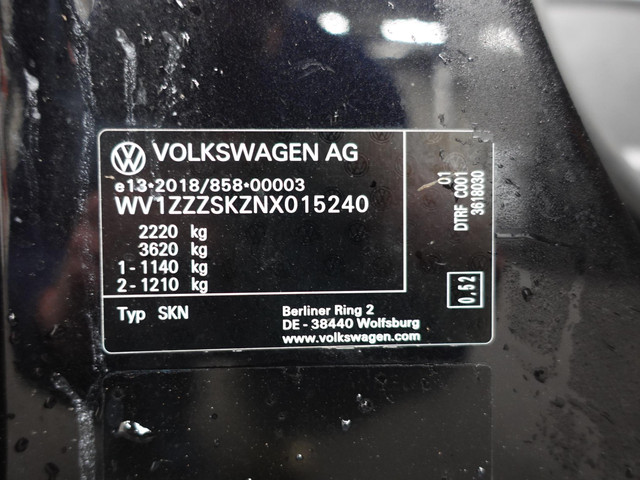 VOLKSWAGEN AG
e13•2018/858•00003
WV1ZZZSKZNX015240
2220 kg
3620 kg
1 - 1140 kg
2 - 1210 kg
Typ SKN
Berliner Ring 2
DE - 38440 Wolfsburg
www.volkswagen.com
01
DTRF C001
3618030
0,52